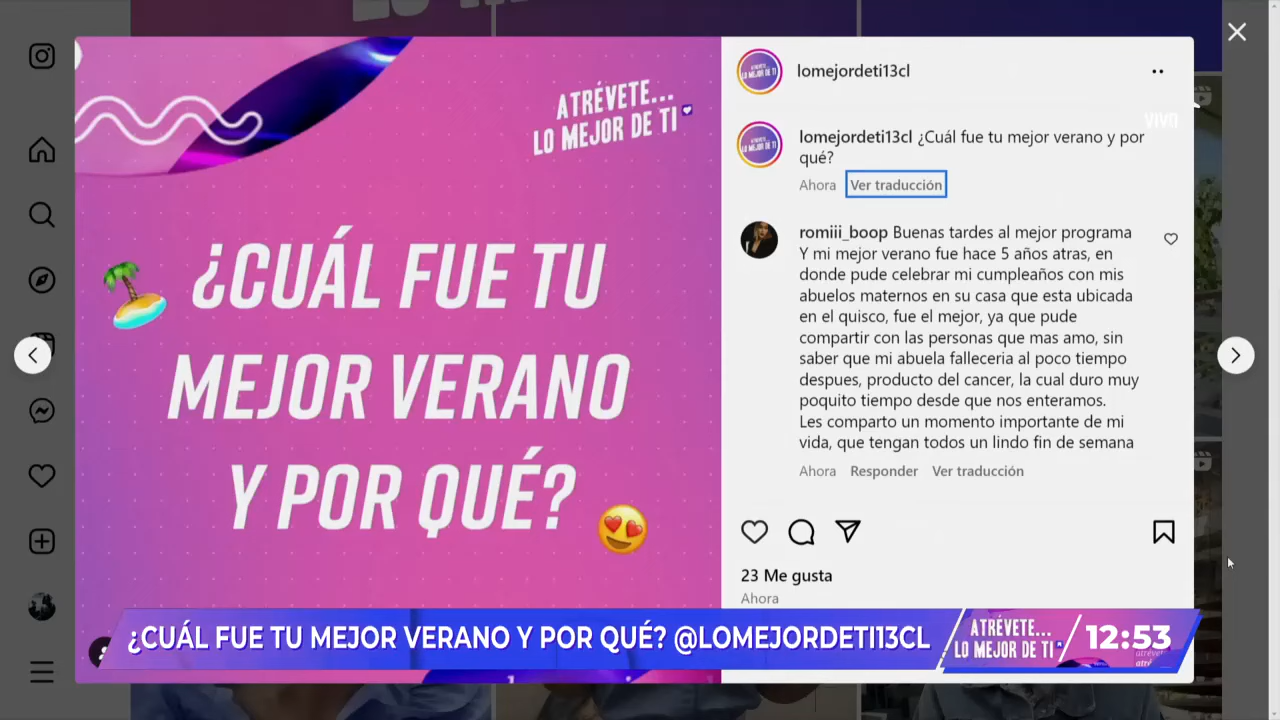 ATRÉVETE...
LO MEJOR DE TI
¿CUÁL FUE TU
MEJOR VERANO
Y POR QUÉ?
lomejordeti13cl
VIVO
lomejordeti13cl ¿Cuál fue tu mejor verano y por
qué?
Ahora Ver traducción
romiii_boop Buenas tardes al mejor programa
Y mi mejor verano fue hace 5 años atras, en
donde pude celebrar mi cumpleaños con mis
abuelos maternos en su casa que esta ubicada
en el quisco, fue el mejor, ya que pude
compartir con las personas que mas amo, sin
saber que mi abuela falleceria al poco tiempo
despues, producto del cancer, la cual duro muy
poquito tiempo desde que nos enteramos.
Les comparto un momento importante de mi
vida, que tengan todos un lindo fin de semana
Ahora Responder Ver traducción
23 Me gusta
Ahora
¿CUÁL FUE TU MEJOR VERANO Y POR QUÉ? @LOMEJORDETI13CL
ATRÉVETE...
LO MEJOR DE TI
12:53